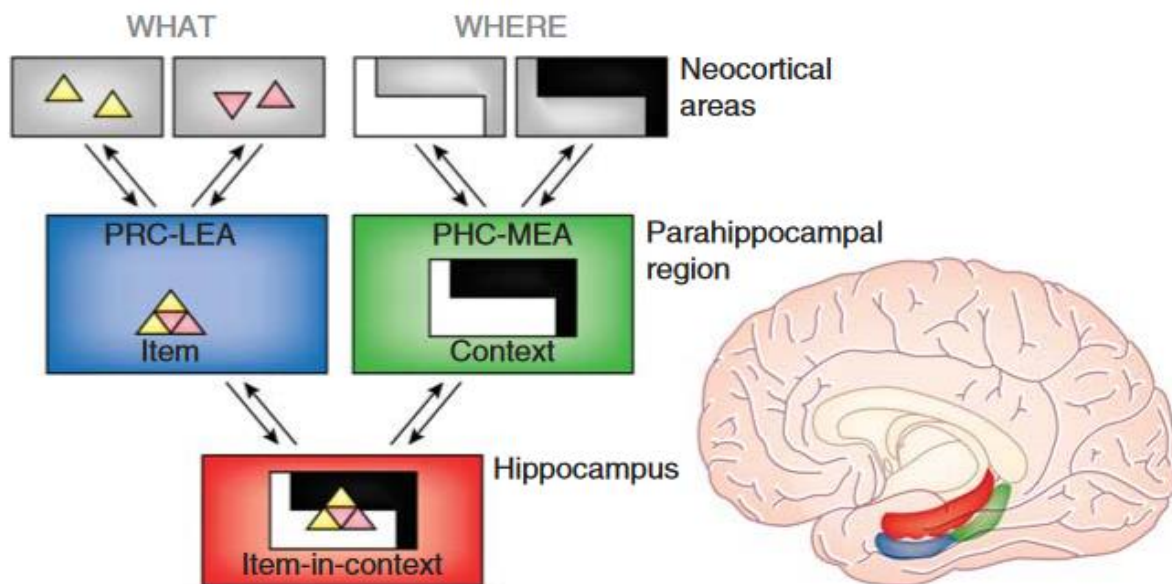 WHAT
WHERE
Neocortical
areas
PRC-LEA
PHC-MEA
Parahippocampal
region
Item
Context
Hippocampus
Item-in-context